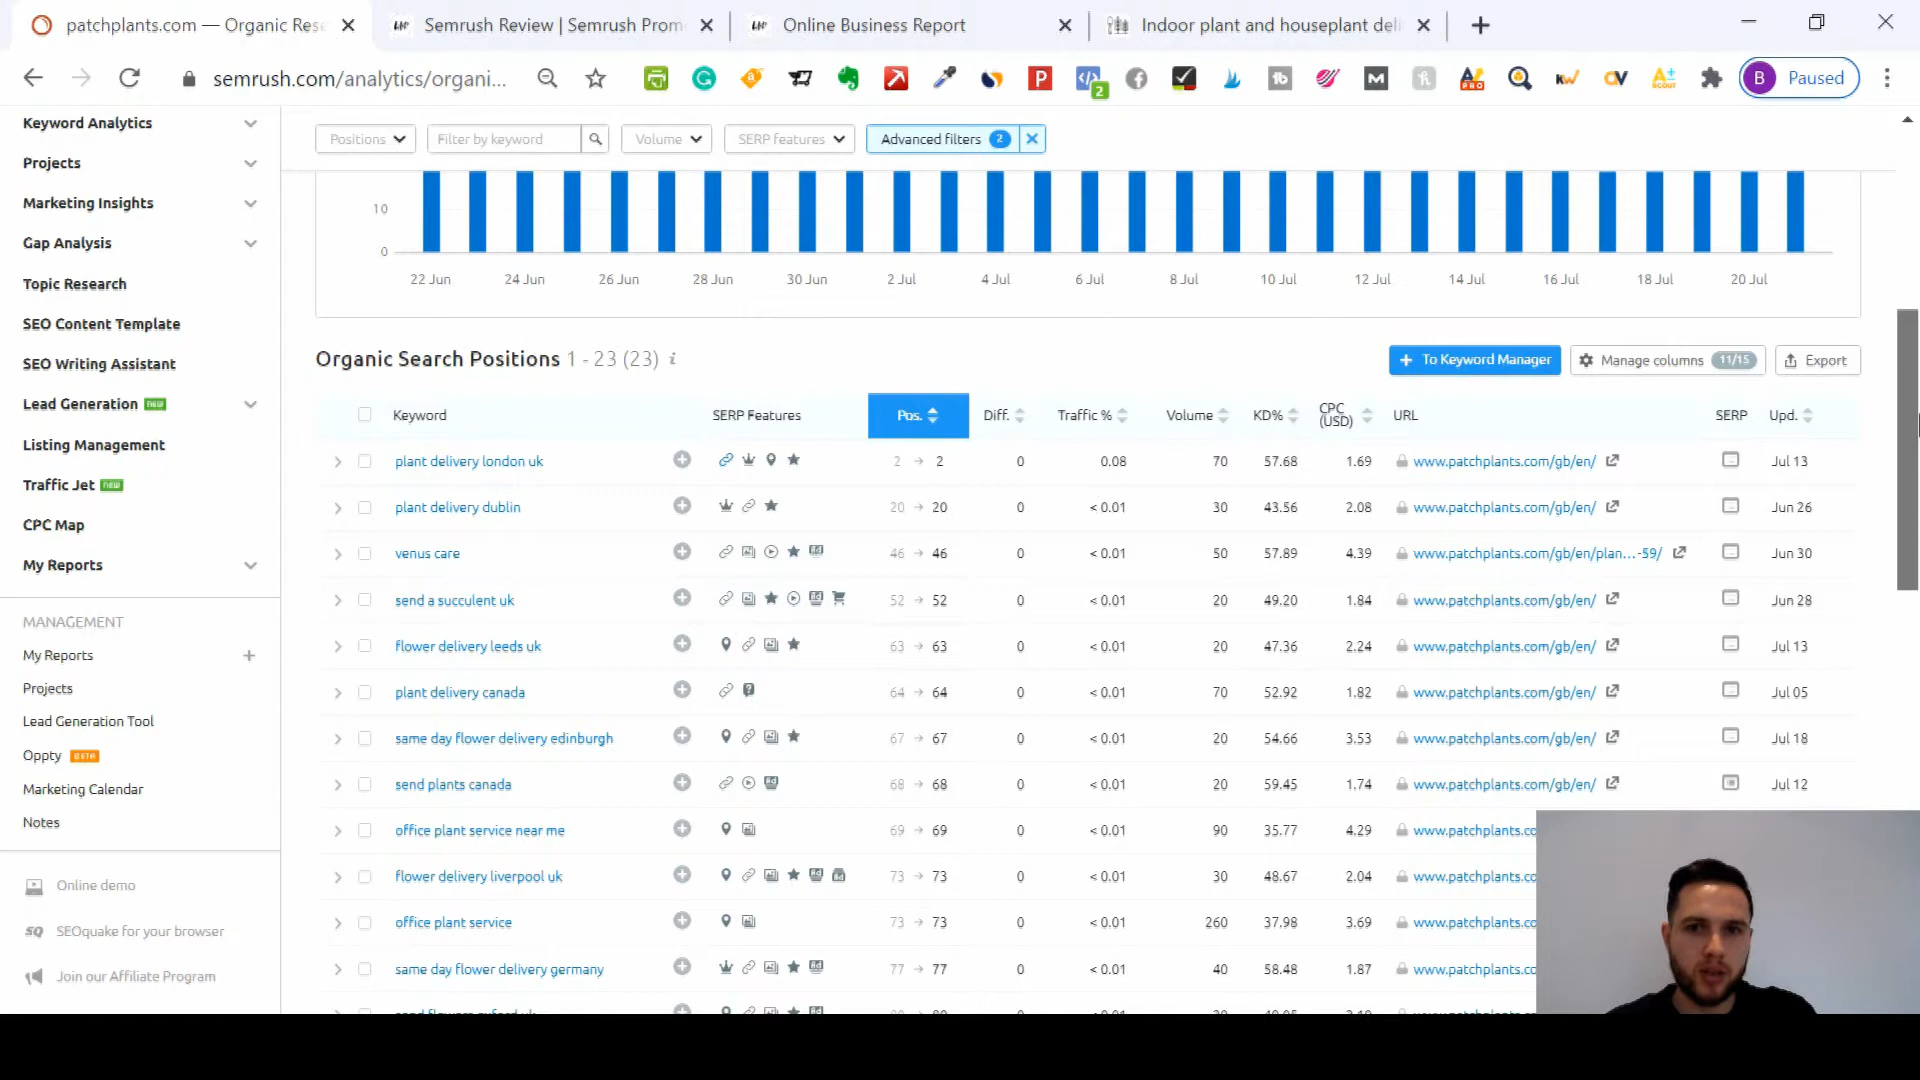 patchplants.com — Organic Res
Semrush Review | Semrush Prom
Online Business Report
Indoor plant and houseplant deli
semrush.com/analytics/organi...
2
B Paused
Keyword Analytics
Projects
Marketing Insights
Gap Analysis
Topic Research
SEO Content Template
SEO Writing Assistant
Lead Generation NEW
Listing Management
Traffic Jet NEW
CPC Map
My Reports
MANAGEMENT
My Reports +
Projects
Lead Generation Tool
Oppty BETA
Marketing Calendar
Notes
Online demo
SEOquake for your browser
Join our Affiliate Program
Positions Filter by keyword Volume SERP features Advanced filters 2
10
0
22 Jun 24 Jun 26 Jun 28 Jun 30 Jun 2 Jul 4 Jul 6 Jul 8 Jul 10 Jul 12 Jul 14 Jul 16 Jul 18 Jul 20 Jul
Organic Search Positions 1 - 23 (23) i
+ To Keyword Manager Manage columns 11/15 Export
Keyword SERP Features Pos. Diff. Traffic % Volume KD% CPC (USD) URL SERP Upd.
plant delivery london uk 2 → 2 0 0.08 70 57.68 1.69 www.patchplants.com/gb/en/ Jul 13
plant delivery dublin 20 → 20 0 < 0.01 30 43.56 2.08 www.patchplants.com/gb/en/ Jun 26
venus care 46 → 46 0 < 0.01 50 57.89 4.39 www.patchplants.com/gb/en/plan...-59/ Jun 30
send a succulent uk 52 → 52 0 < 0.01 20 49.20 1.84 www.patchplants.com/gb/en/ Jun 28
flower delivery leeds uk 63 → 63 0 < 0.01 20 47.36 2.24 www.patchplants.com/gb/en/ Jul 13
plant delivery canada 64 → 64 0 < 0.01 70 52.92 1.82 www.patchplants.com/gb/en/ Jul 05
same day flower delivery edinburgh 67 → 67 0 < 0.01 20 54.66 3.53 www.patchplants.com/gb/en/ Jul 18
send plants canada 68 → 68 0 < 0.01 20 59.45 1.74 www.patchplants.com/gb/en/ Jul 12
office plant service near me 69 → 69 0 < 0.01 90 35.77 4.29 www.patchplants.co
flower delivery liverpool uk 73 → 73 0 < 0.01 30 48.67 2.04 www.patchplants.co
office plant service 73 → 73 0 < 0.01 260 37.98 3.69 www.patchplants.co
same day flower delivery germany 77 → 77 0 < 0.01 40 58.48 1.87 www.patchplants.co